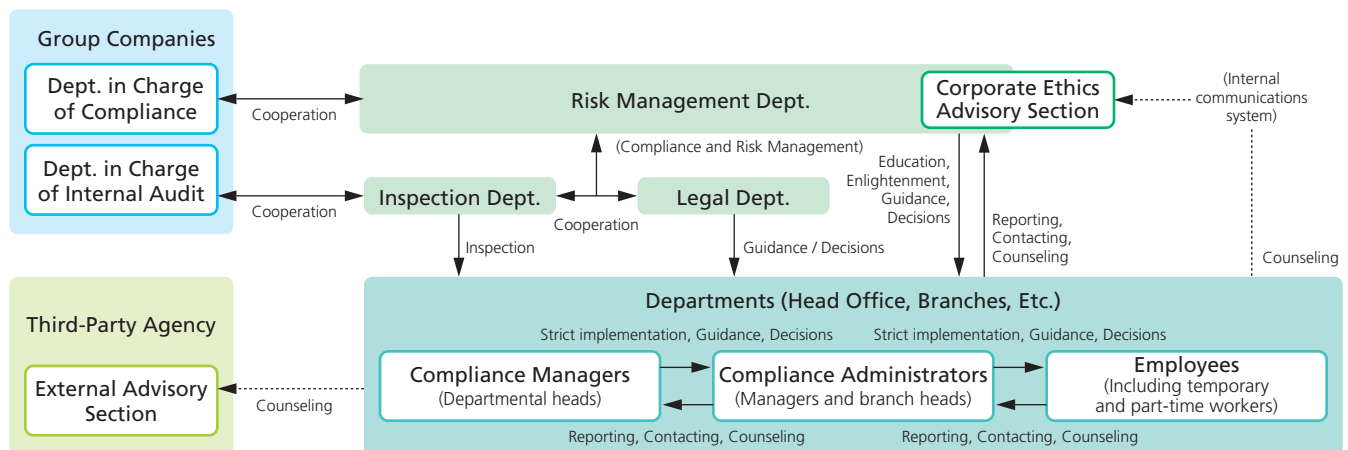 Group Companies
Dept. in Charge
of Compliance
Cooperation
Risk Management Dept.
Corporate Ethics
Advisory Section
(Internal
communications
system)
(Compliance and Risk Management)
Dept. in Charge
of Internal Audit
Cooperation
Inspection Dept.
Cooperation
Legal Dept.
Education,
Enlightenment,
Guidance,
Decisions
Reporting,
Contacting,
Counseling
Inspection
Guidance / Decisions
Counseling
Third-Party Agency
External Advisory
Section
Counseling
Departments (Head Office, Branches, Etc.)
Strict implementation, Guidance, Decisions
Strict implementation, Guidance, Decisions
Compliance Managers
(Departmental heads)
Compliance Administrators
(Managers and branch heads)
Employees
(Including temporary
and part-time workers)
Reporting, Contacting, Counseling
Reporting, Contacting, Counseling